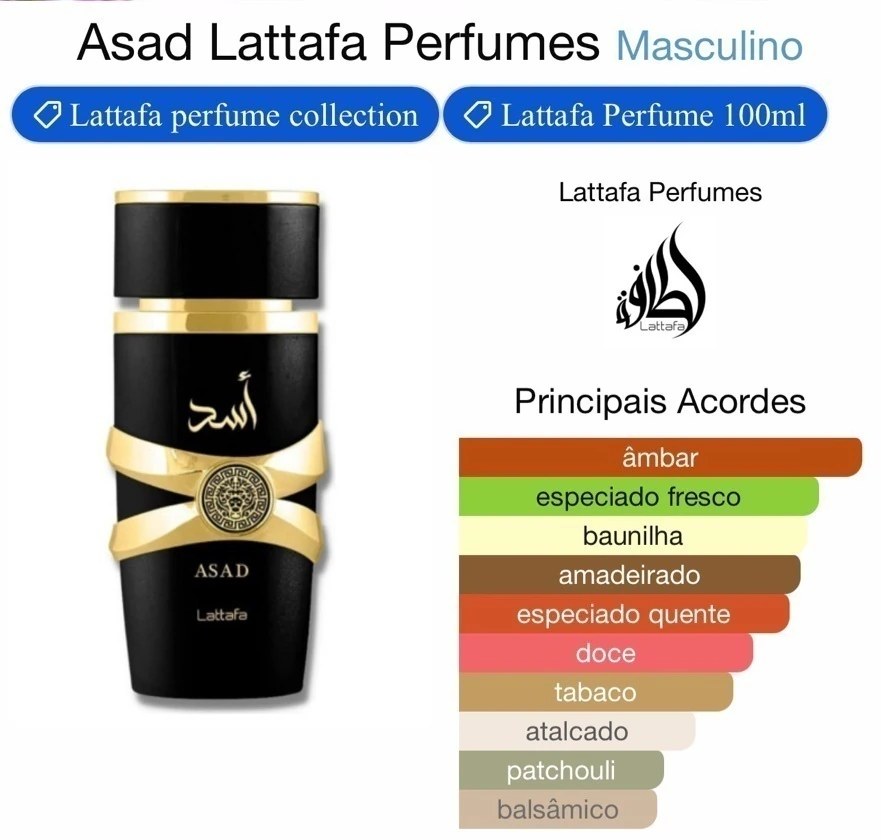 Asad Lattafa Perfumes Masculino
Lattafa perfume collection
Lattafa Perfume 100ml
أسد
ASAD
Lattafa
Lattafa Perfumes
لطافة
Lattafa
Principais Acordes
âmbar
especiado fresco
baunilha
amadeirado
especiado quente
doce
tabaco
atalcado
patchouli
balsâmico